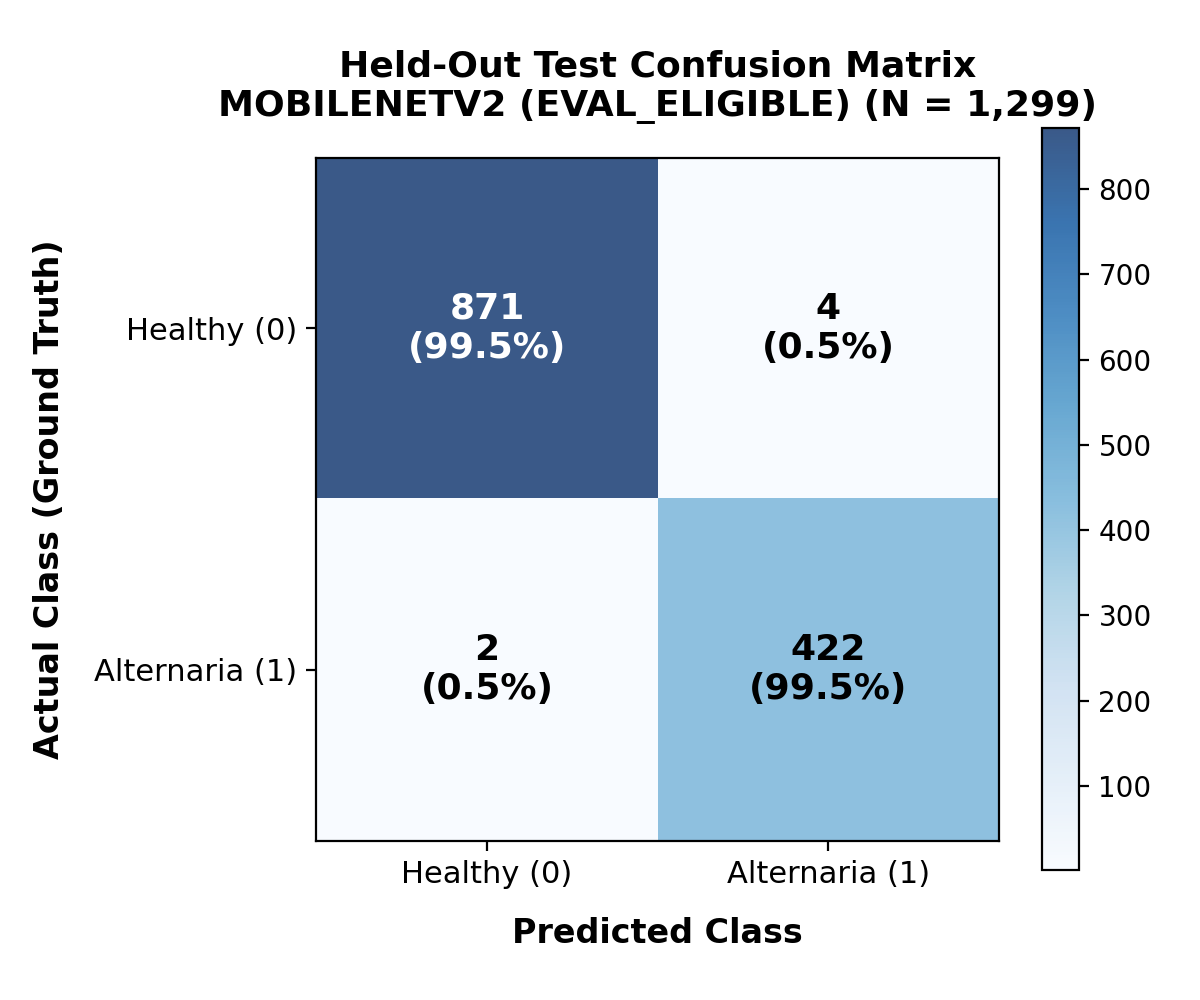 Held-Out Test Confusion Matrix
MOBILENETV2 (EVAL_ELIGIBLE) (N = 1,299)
Actual Class (Ground Truth)
Healthy (0)
871
(99.5%)
4
(0.5%)
Alternaria (1)
2
(0.5%)
422
(99.5%)
Healthy (0)
Alternaria (1)
Predicted Class
800
700
600
500
400
300
200
100